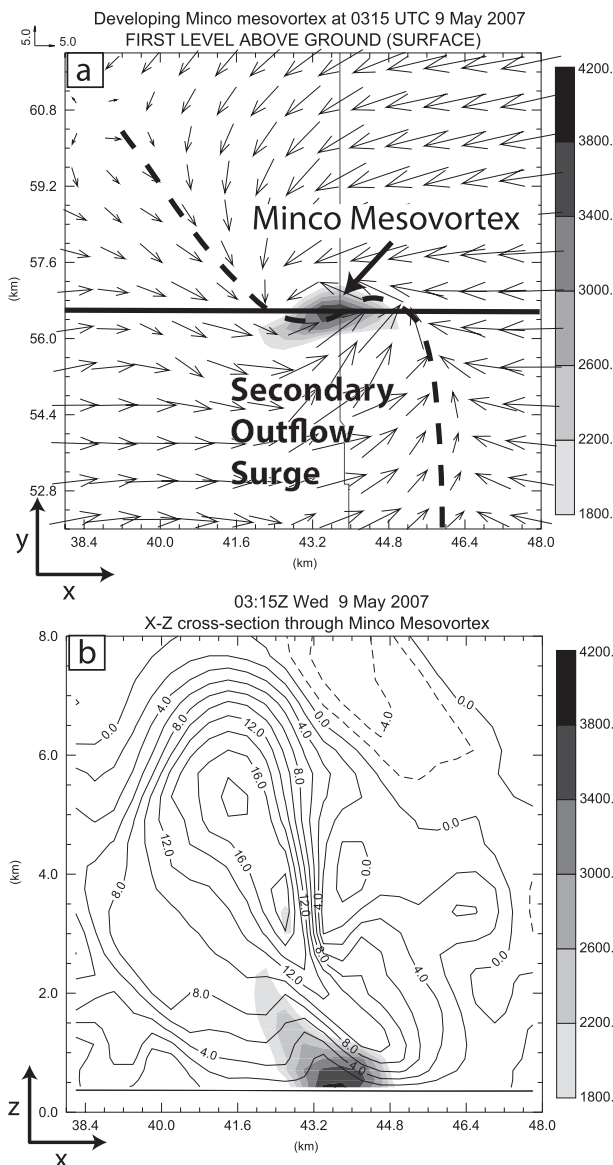 Developing Minco mesovortex at 0315 UTC 9 May 2007
FIRST LEVEL ABOVE GROUND (SURFACE)
5.0
5.0
a
4200.
3800.
3400.
3000.
2600.
2200.
1800.
60.8
59.2
57.6
56.0
54.4
52.8
(km)
Minco Mesovortex
Secondary
Outflow
Surge
y
x
38.4 40.0 41.6 43.2 44.8 46.4 48.0
(km)
03:15Z Wed 9 May 2007
X-Z cross-section through Minco Mesovortex
b
8.0
6.0
4.0
2.0
0.0
(km)
4200.
3800.
3400.
3000.
2600.
2200.
1800.
0.0
4.0
8.0
12.0
16.0
8.0
4.0
0.0
-4.0
0.0
0.0
12.0
16.0
8.0
12.0
4.0
0.0
8.0
12.0
8.0
4.0
0.0
4.0
8.0
4.0
z
x
38.4 40.0 41.6 43.2 44.8 46.4 48.0
(km)